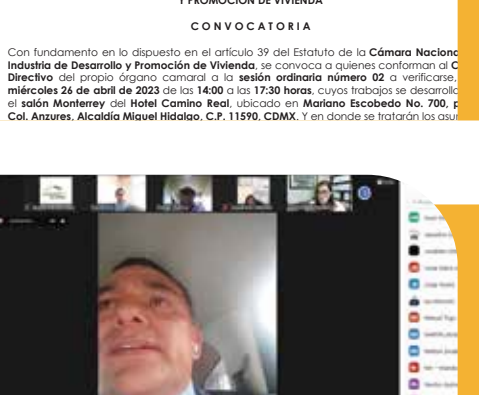 Y PROMOCIÓN DE VIVIENDA
CONVOCATORIA
Con fundamento en lo dispuesto en el artículo 39 del Estatuto de la Cámara Naciona
Industria de Desarrollo y Promoción de Vivienda, se convoca a quienes conforman al C
Directivo del propio órgano camaral a la sesión ordinaria número 02 a verificarse,
miércoles 26 de abril de 2023 de las 14:00 a las 17:30 horas, cuyos trabajos se desarrolla
el salón Monterrey del Hotel Camino Real, ubicado en Mariano Escobedo No. 700, p
Col. Anzures, Alcaldía Miguel Hidalgo, C.P. 11590, CDMX. Y en donde se tratarán los asun